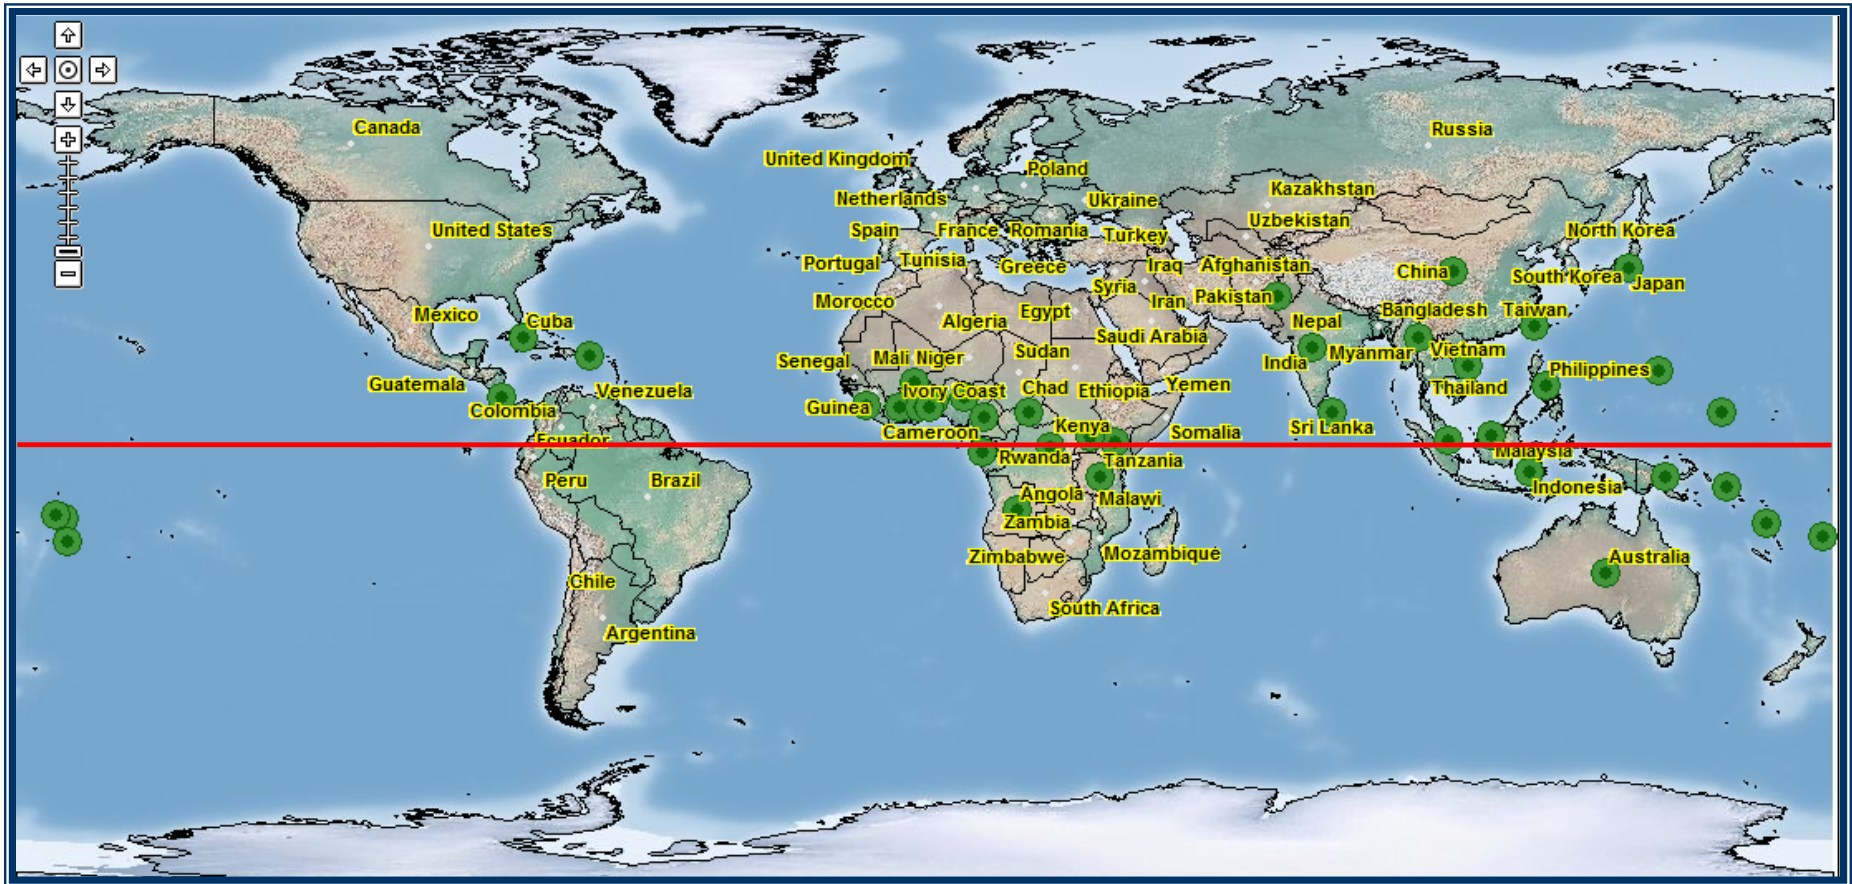 Canada
Russia
United Kingdom
Poland
Kazakhstan
Netherlands
Ukraine
Uzbekistan
United States
Spain
France
Romania
Turkey
North Korea
Portugal
Tunisia
Greece
Iraq
Afghanistan
China
South Korea
Japan
Syria
Morocco
Iran
Pakistan
Mexico
Cuba
Algeria
Egypt
Nepal
Bangladesh
Taiwan
Saudi Arabia
Senegal
Mali
Niger
Sudan
India
Myanmar
Vietnam
Philippines
Guatemala
Venezuela
Ivory Coast
Chad
Ethiopia
Yemen
Thailand
Colombia
Guinea
Cameroon
Kenya
Somalia
Sri Lanka
Ecuador
Rwanda
Tanzania
Malaysia
Peru
Brazil
Angola
Malawi
Indonesia
Zambia
Zimbabwe
Mozambique
Australia
Chile
South Africa
Argentina